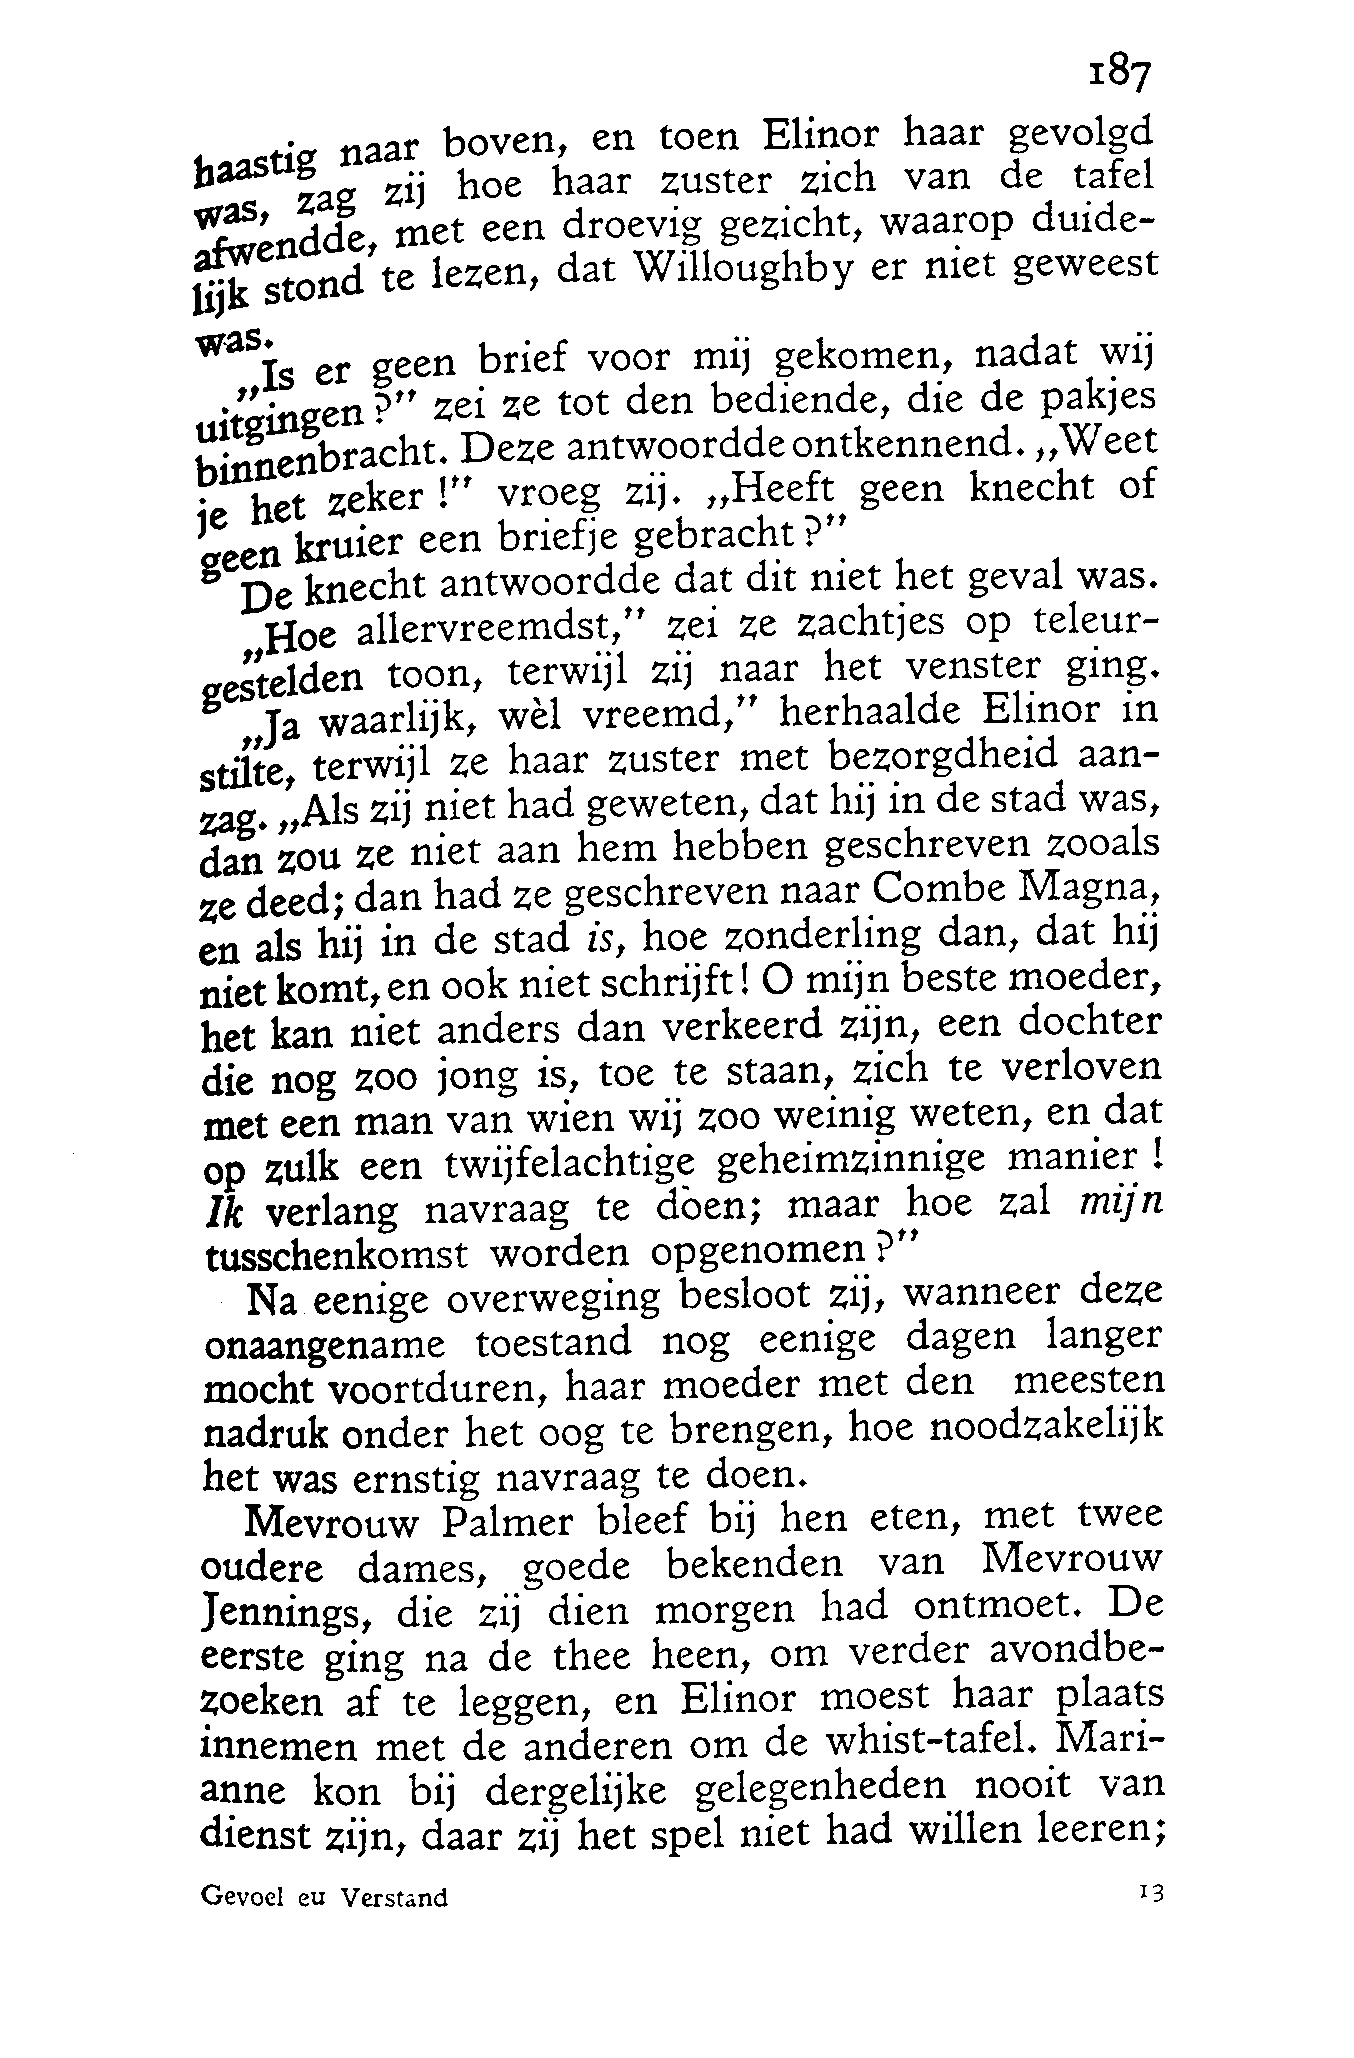 187
haastig naar boven, en toen Elinor haar gevolgd
was, zag zij hoe haar zuster zich van de tafel
afwendde, met een droevig gezicht, waarop duide-
lijk stond te lezen, dat Willoughby er niet geweest
was.
„Is er geen brief voor mij gekomen, nadat wij
uitgingen?” zei ze tot den bediende, die de pakjes
binnenbracht. Deze antwoordde ontkennend. „Weet
je het zeker!” vroeg zij. „Heeft geen knecht of
geen kruier een briefje gebracht?”
De knecht antwoordde dat dit niet het geval was.
„Hoe allervreemdst,” zei ze zachtjes op teleur-
gestelden toon, terwijl zij naar het venster ging.
„Ja waarlijk, wèl vreemd,” herhaalde Elinor in
stilte, terwijl ze haar zuster met bezorgdheid aan-
zag. „Als zij niet had geweten, dat hij in de stad was,
dan zou ze niet aan hem hebben geschreven zooals
ze deed; dan had ze geschreven naar Combe Magna,
en als hij in de stad is, hoe zonderling dan, dat hij
niet komt, en ook niet schrijft! O mijn beste moeder,
het kan niet anders dan verkeerd zijn, een dochter
die nog zoo jong is, toe te staan, zich te verloven
met een man van wien wij zoo weinig weten, en dat
op zulk een twijfelachtige geheimzinnige manier!
Ik verlang navraag te doen; maar hoe zal mijn
tusschenkomst worden opgenomen?”
Na eenige overweging besloot zij, wanneer deze
onaangename toestand nog eenige dagen langer
mocht voortduren, haar moeder met den meesten
nadruk onder het oog te brengen, hoe noodzakelijk
het was ernstig navraag te doen.
Mevrouw Palmer bleef bij hen eten, met twee
oudere dames, goede bekenden van Mevrouw
Jennings, die zij dien morgen had ontmoet. De
eerste ging na de thee heen, om verder avondbe-
zoeken af te leggen, en Elinor moest haar plaats
innemen met de anderen om de whist-tafel. Mari-
anne kon bij dergelijke gelegenheden nooit van
dienst zijn, daar zij het spel niet had willen leeren;
Gevoel eu Verstand 13